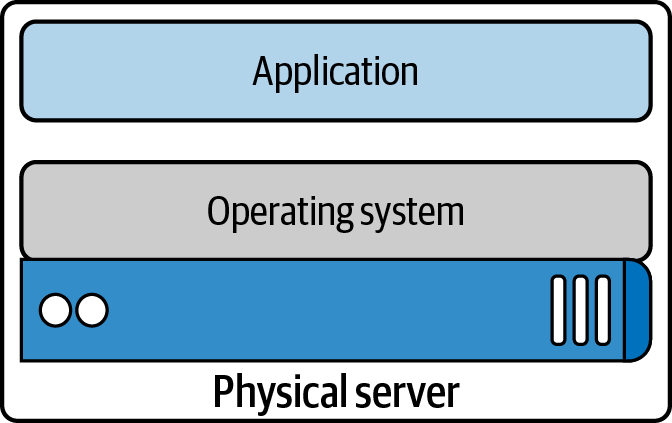 Application
Operating system
Physical server